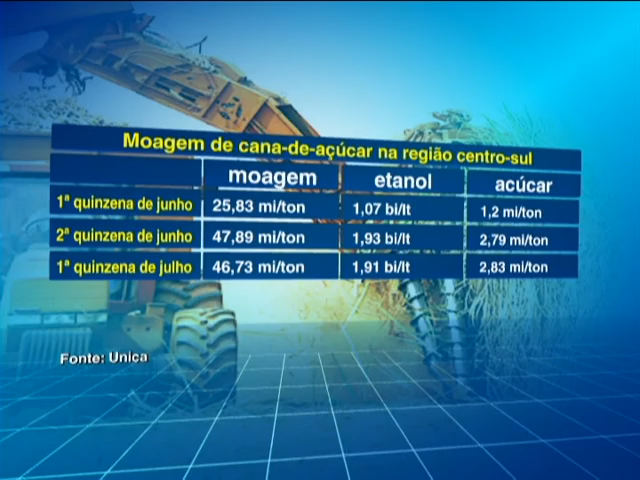 Moagem de cana-de-açúcar na região centro-sul
moagem etanol acúcar
1ª quinzena de junho 25,83 mi/ton 1,07 bi/lt 1,2 mi/ton
2ª quinzena de junho 47,89 mi/ton 1,93 bi/lt 2,79 mi/ton
1ª quinzena de julho 46,73 mi/ton 1,91 bi/lt 2,83 mi/ton
Fonte: Unica